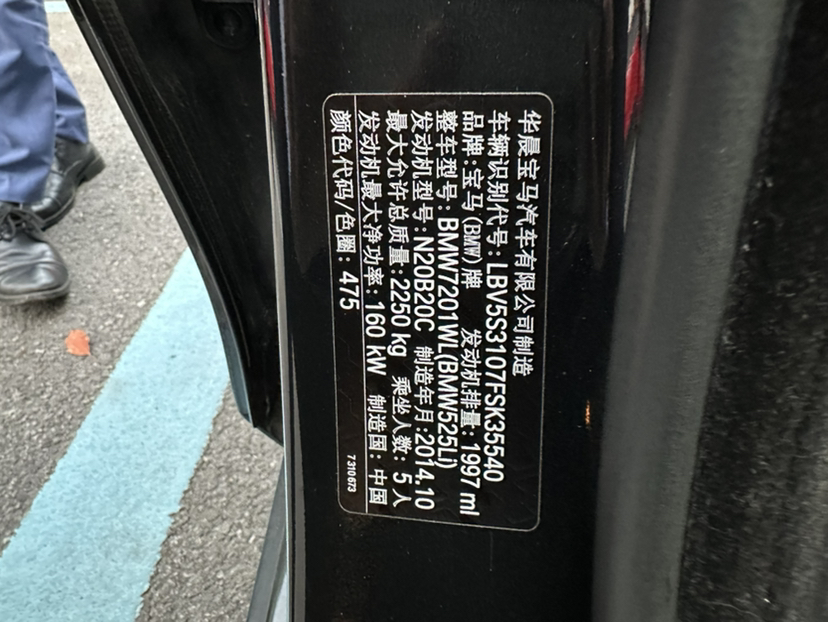 华晨宝马汽车有限公司制造
车辆识别代号:LBV5S3107FSK35540
品牌:宝马(BMW)牌 发动机排量:1997 ml
整车型号:BMW7201WL(BMW525Li)
发动机型号:N20B20C 制造年月:2014.10
最大允许总质量:2250 kg 乘坐人数:5人
发动机最大净功率:160 kW 制造国:中国
颜色代码/色圈:475
7 310 673